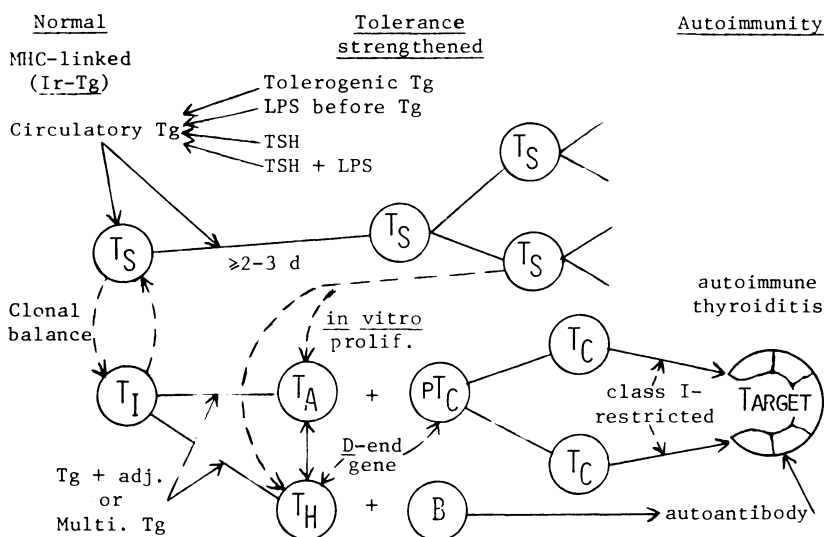 Normal
Tolerance
strengthened
Autoimmunity
MHC-linked
(Ir-Tg)
Tolerogenic Tg
LPS before Tg
Circulatory Tg
TSH
TSH + LPS
TS
TS
TS
TS
≥2-3 d
Clonal
balance
in vitro
prolif.
autoimmune
thyroiditis
TI
TA
+
PTC
TC
class I-
restricted
TARGET
D-end
gene
TC
Tg + adj.
or
Multi. Tg
TH
+
B
autoantibody